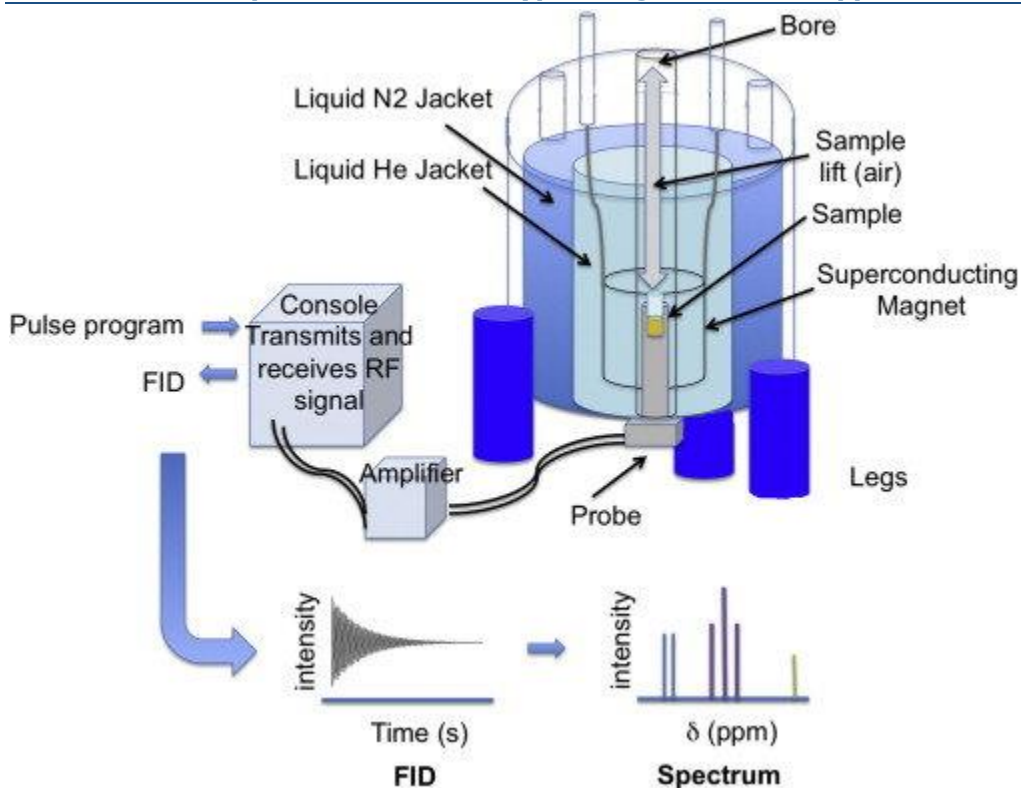 Bore
Liquid N2 Jacket
Sample
lift (air)
Liquid He Jacket
Sample
Superconducting
Magnet
Pulse program
Console
Transmits and
receives RF
signal
FID
Amplifier
Legs
Probe
intensity
Time (s)
FID
intensity
δ (ppm)
Spectrum